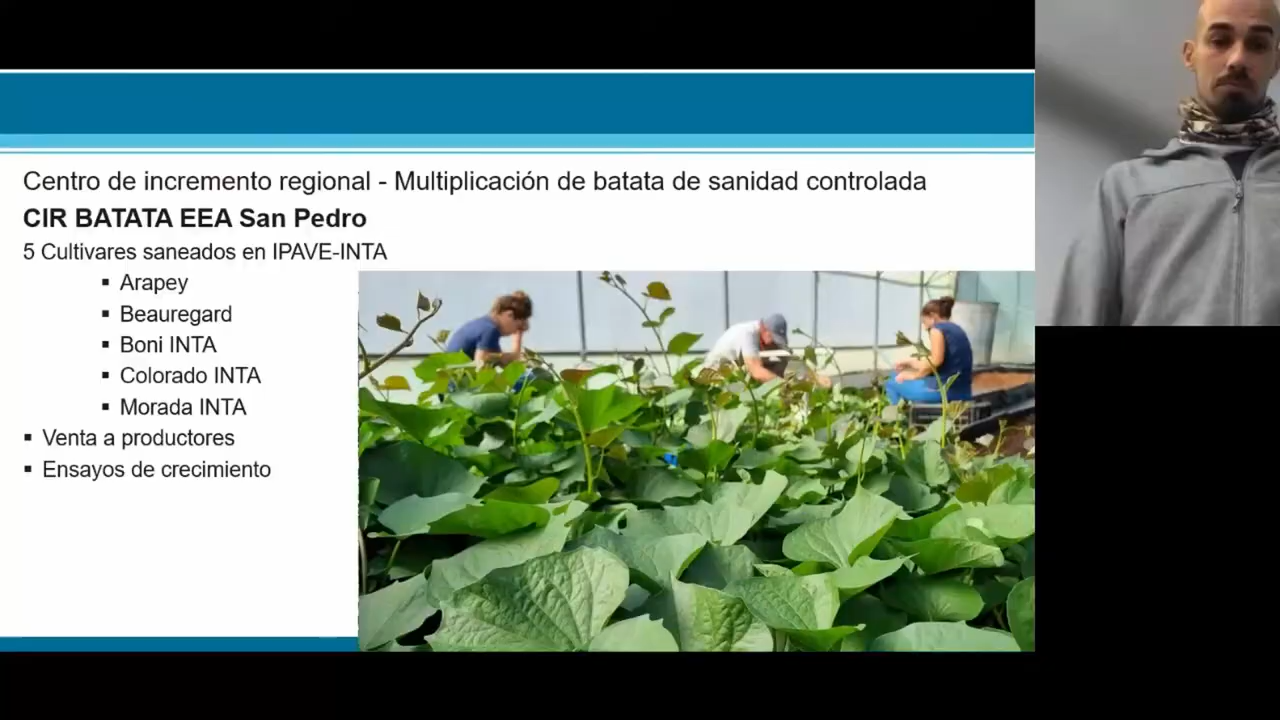 Centro de incremento regional - Multiplicación de batata de sanidad controlada
CIR BATATA EEA San Pedro
5 Cultivares saneados en IPAVE-INTA
▪ Arapey
▪ Beauregard
▪ Boni INTA
▪ Colorado INTA
▪ Morada INTA
▪ Venta a productores
▪ Ensayos de crecimiento